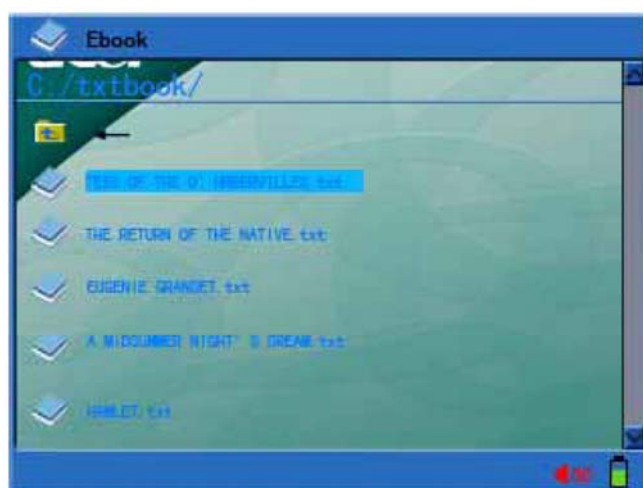 Ebook
C:/txtbook/
TESS OF THE D' URBERVILLES.txt
THE RETURN OF THE NATIVE.txt
EUGENIE GRANDET.txt
A MIDSUMMER NIGHT' S DREAM.txt
HAMLET.txt